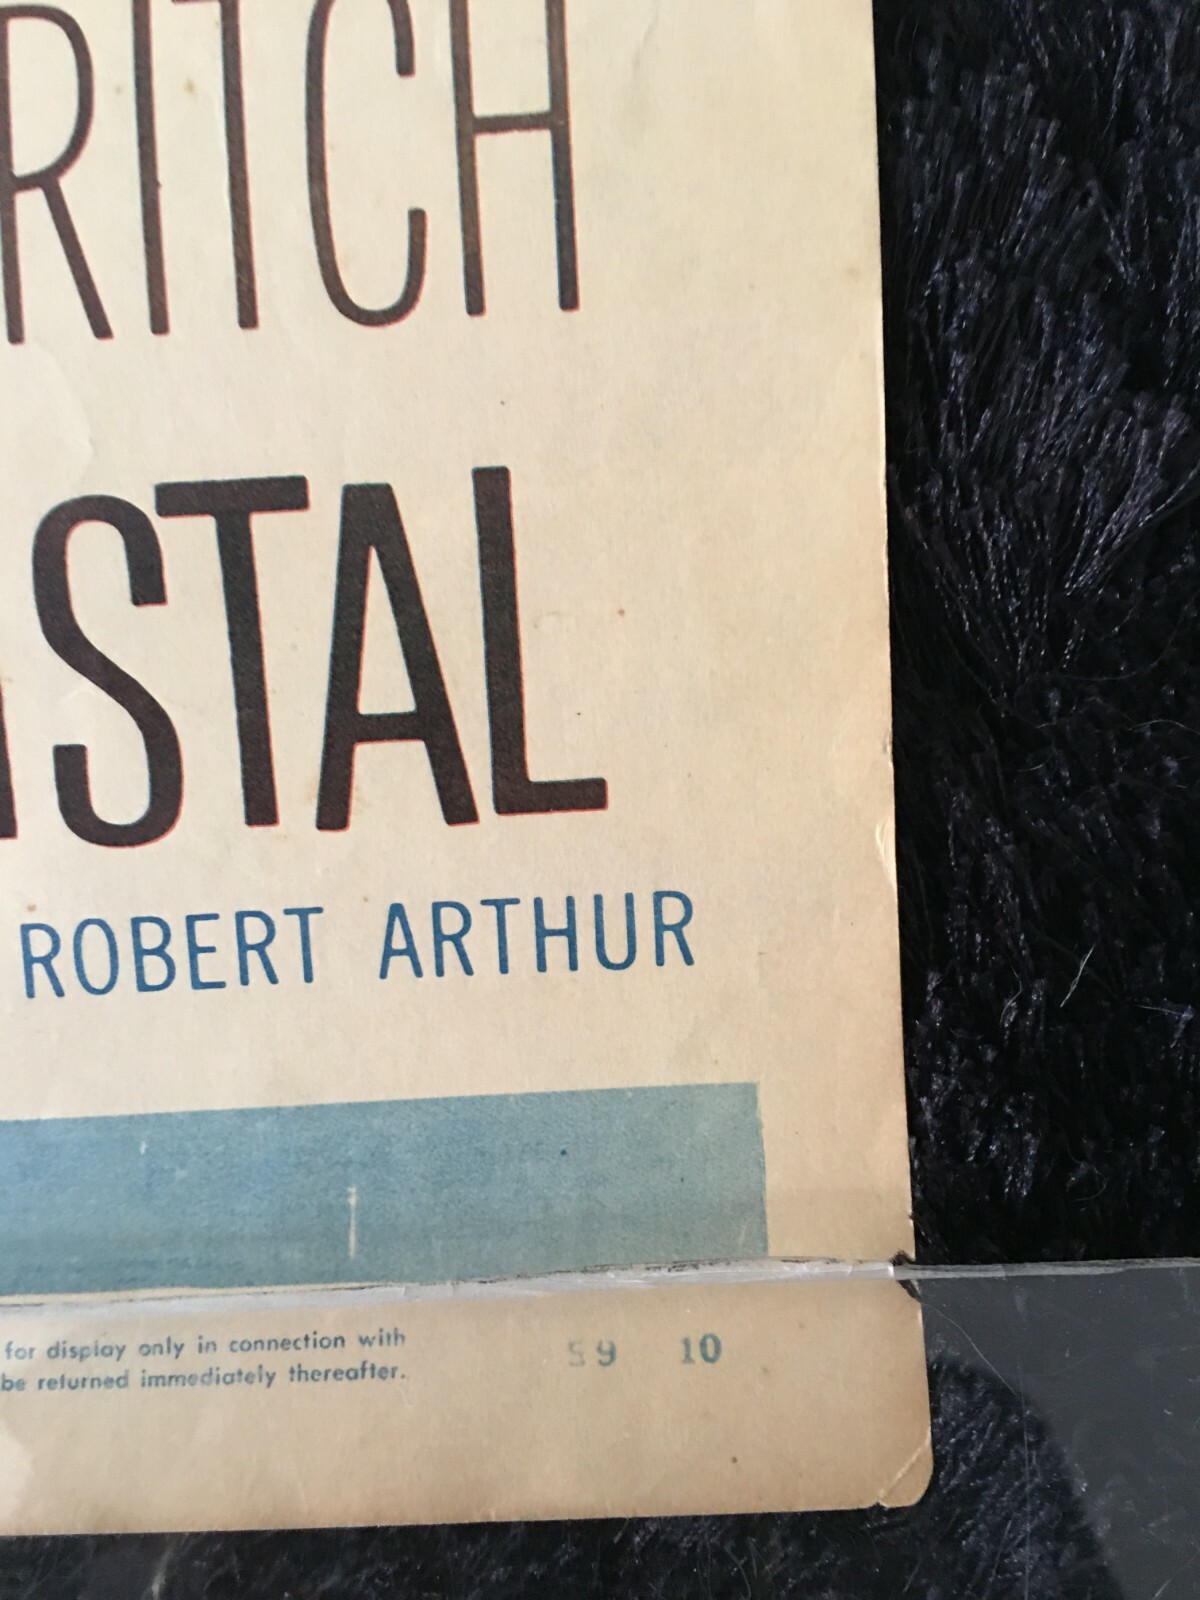 RITCH
STAL
ROBERT ARTHUR
for display only in connection with
be returned immediately thereafter.
59 10